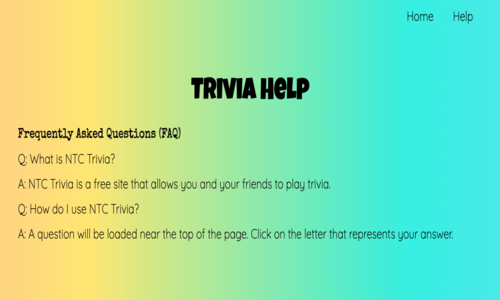 Home Help
Trivia Help
Frequently Asked Questions (FAQ)
Q: What is NTC Trivia?
A: NTC Trivia is a free site that allows you and your friends to play trivia.
Q: How do I use NTC Trivia?
A: A question will be loaded near the top of the page. Click on the letter that represents your answer.